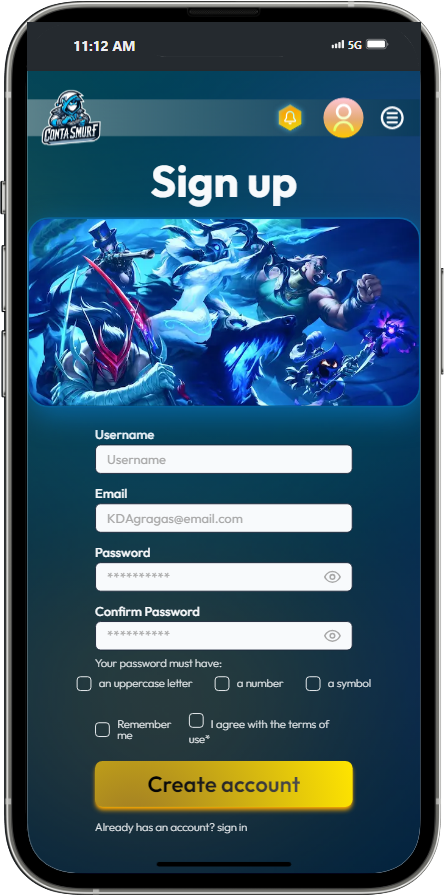 11:12 AM
5G
CONTA SMURF
Sign up
Username
Username
Email
KDAgragas@email.com
Password
**********
Confirm Password
**********
Your password must have:
an uppercase letter
a number
a symbol
Remember
me
I agree with the terms of
use*
Create account
Already has an account? sign in